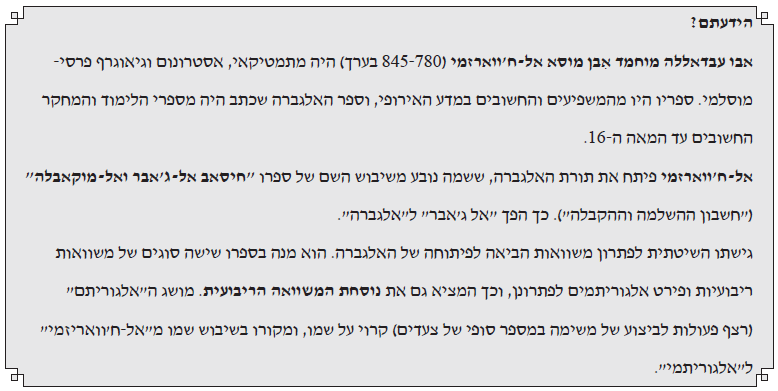 הידעתם?
אבו עבדאללה מוחמד אִבן מוסא אל-ח'ווארזמי (845-780 בערך) היה מתמטיקאי, אסטרונום וגיאוגרף פרסי-
מוסלמי. ספריו היו מהמשפיעים והחשובים במדע האירופי, וספר האלגברה שכתב היה מספרי הלימוד והמחקר
החשובים עד המאה ה-16.
אל-ח'ווארזמי פיתח את תורת האלגברה, ששמה נובע משיבוש השם של ספרו "חיסאב אל-ג'אבר ואל-מוקאבלה"
("חשבון ההשלמה וההקבלה"). כך הפך "אל ג'אבר" ל"אלגברה".
גישתו השיטתית לפתרון משוואות הביאה לפיתוחה של האלגברה. הוא מנה בספרו שישה סוגים של משוואות
ריבועיות ופירט אלגוריתמים לפתרונן, וכך המציא גם את נוסחת המשוואה הריבועית. מושג ה"אלגוריתם"
(רצף פעולות לביצוע של משימה במספר סופי של צעדים) קרוי על שמו, ומקורו בשיבוש שמו מ"אל-ח'וואריזמי"
ל"אלגוריתמי".